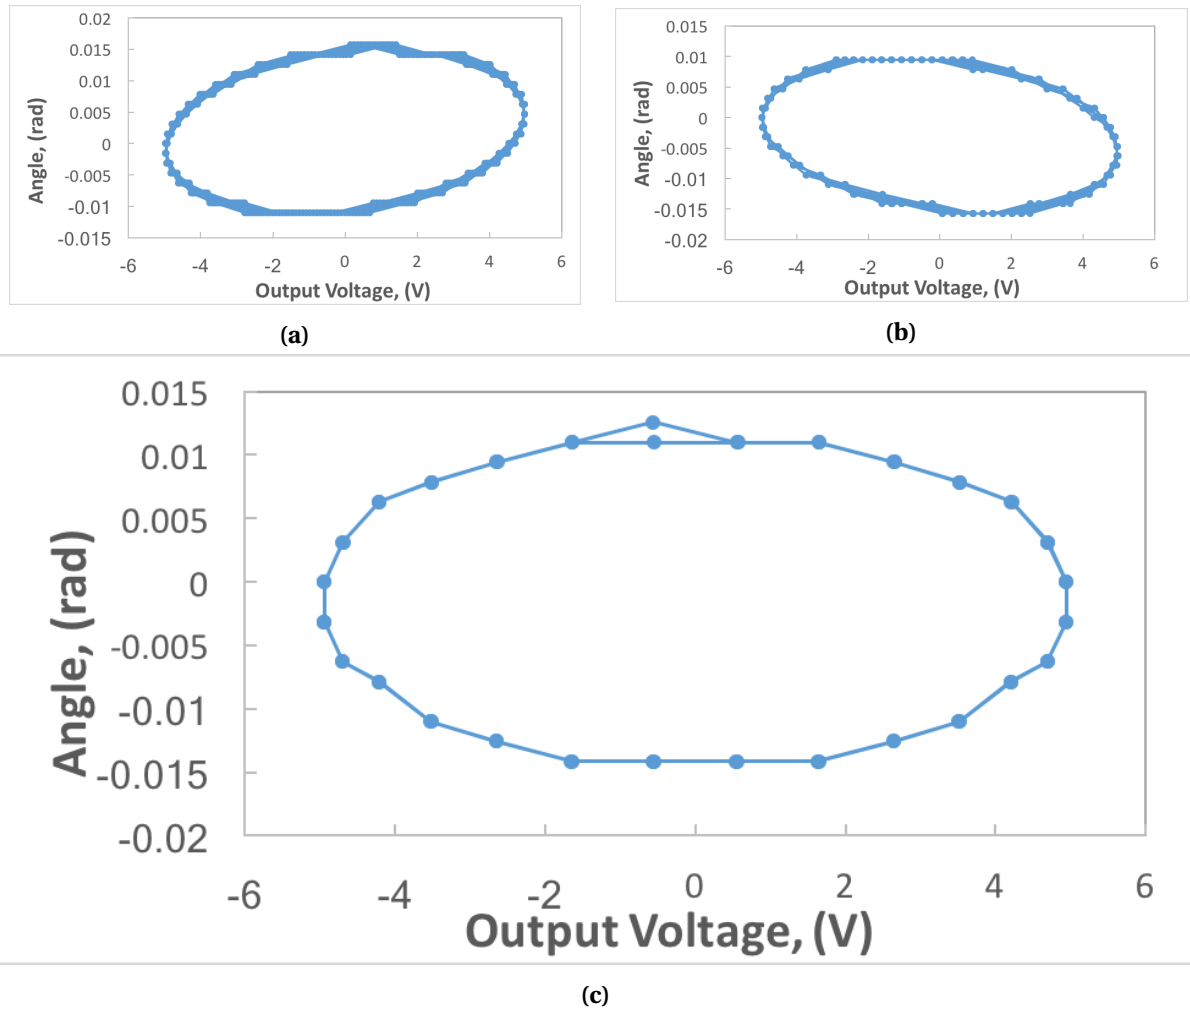 0.02
0.015
0.01
0.005
0
-0.005
-0.01
-0.015
-6 -4 -2 0 2 4 6
Angle, (rad)
Output Voltage, (V)
(a)
0.015
0.01
0.005
0
-0.005
-0.01
-0.015
-0.02
-6 -4 -2 0 2 4 6
Angle, (rad)
Output Voltage, (V)
(b)
0.015
0.01
0.005
0
-0.005
-0.01
-0.015
-0.02
-6 -4 -2 0 2 4 6
Angle, (rad)
Output Voltage, (V)
(c)